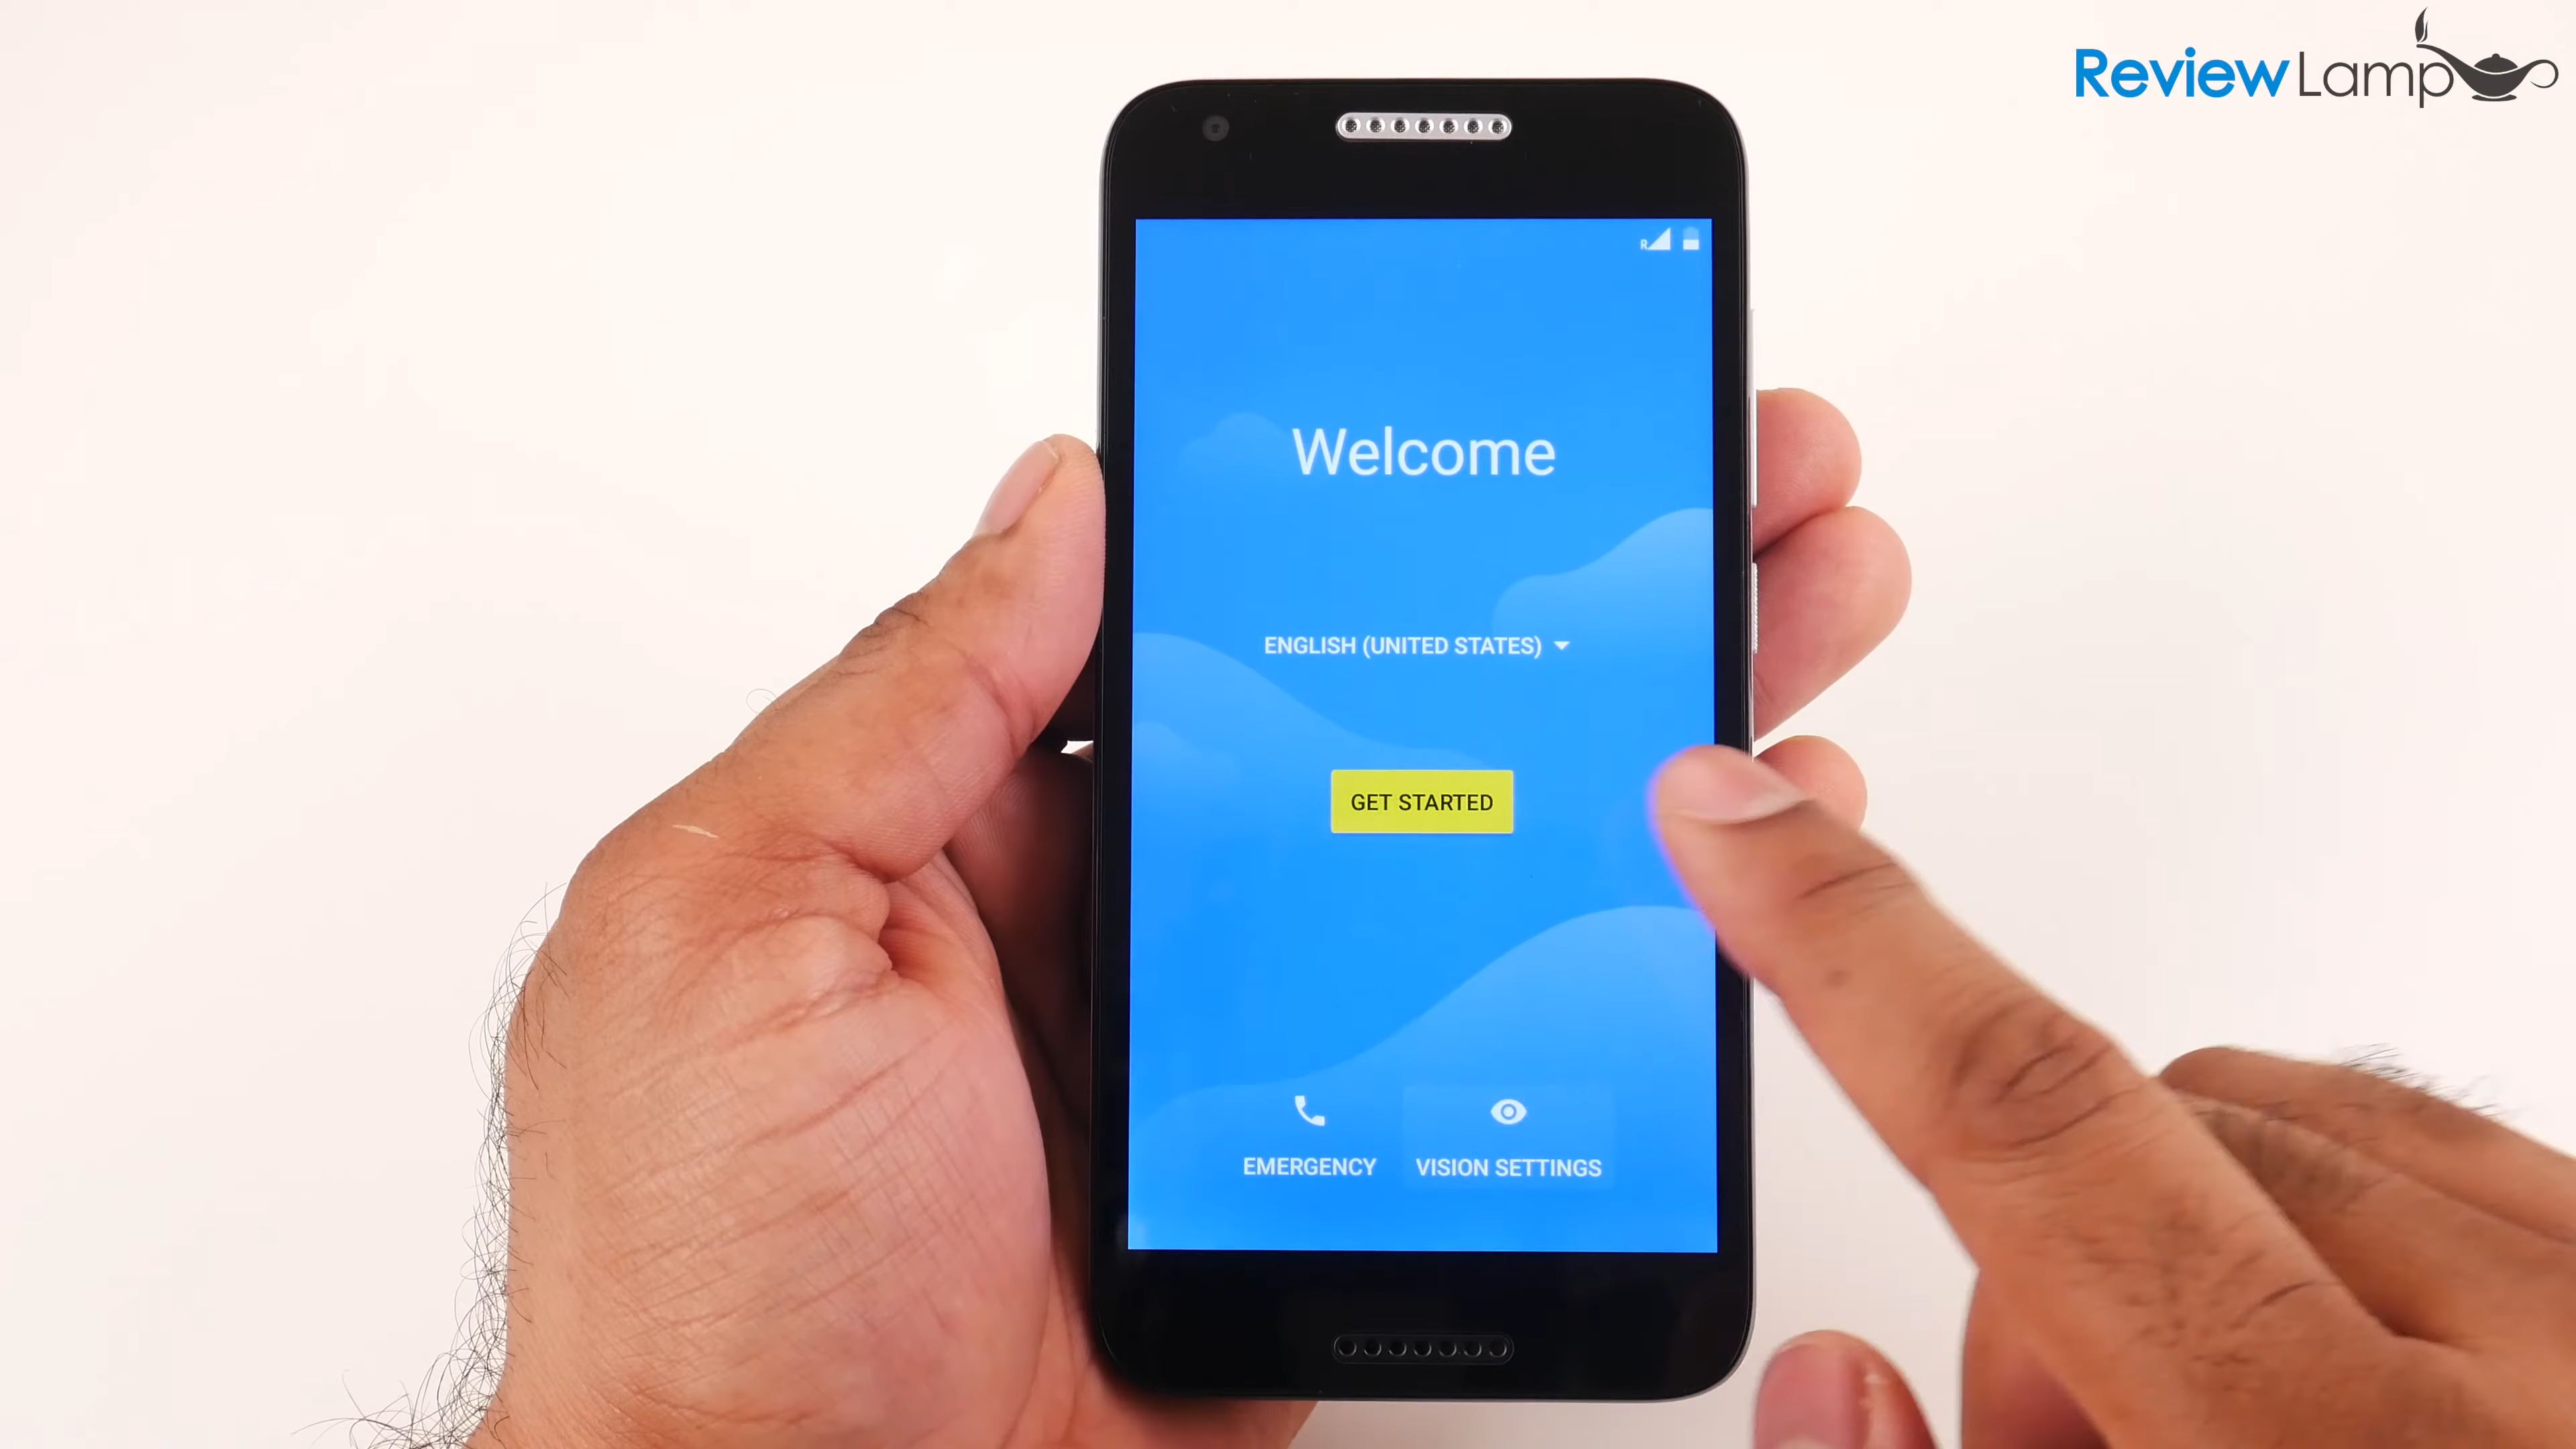 ReviewLamp
R
Welcome
ENGLISH (UNITED STATES)
GET STARTED
EMERGENCY VISION SETTINGS